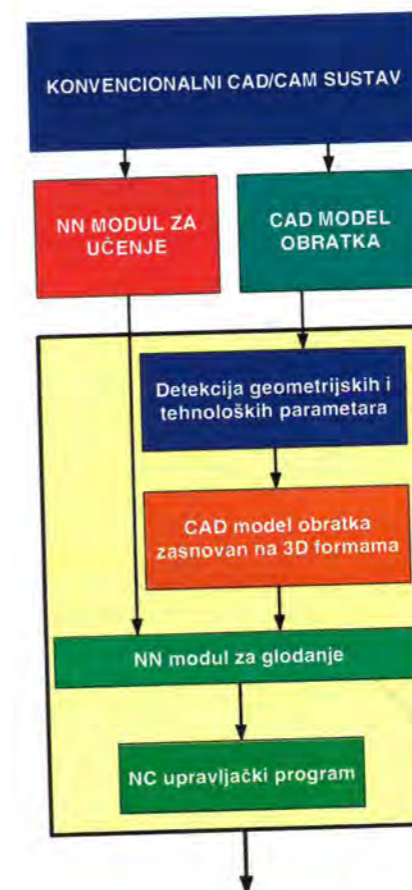 KONVENCIONALNI CAD/CAM SUSTAV
NN MODUL ZA
UČENJE
CAD MODEL
OBRATKA
Detekcija geometrijskih i
tehnoloških parametara
CAD model obratka
zasnovan na 3D formama
NN modul za glodanje
NC upravljački program